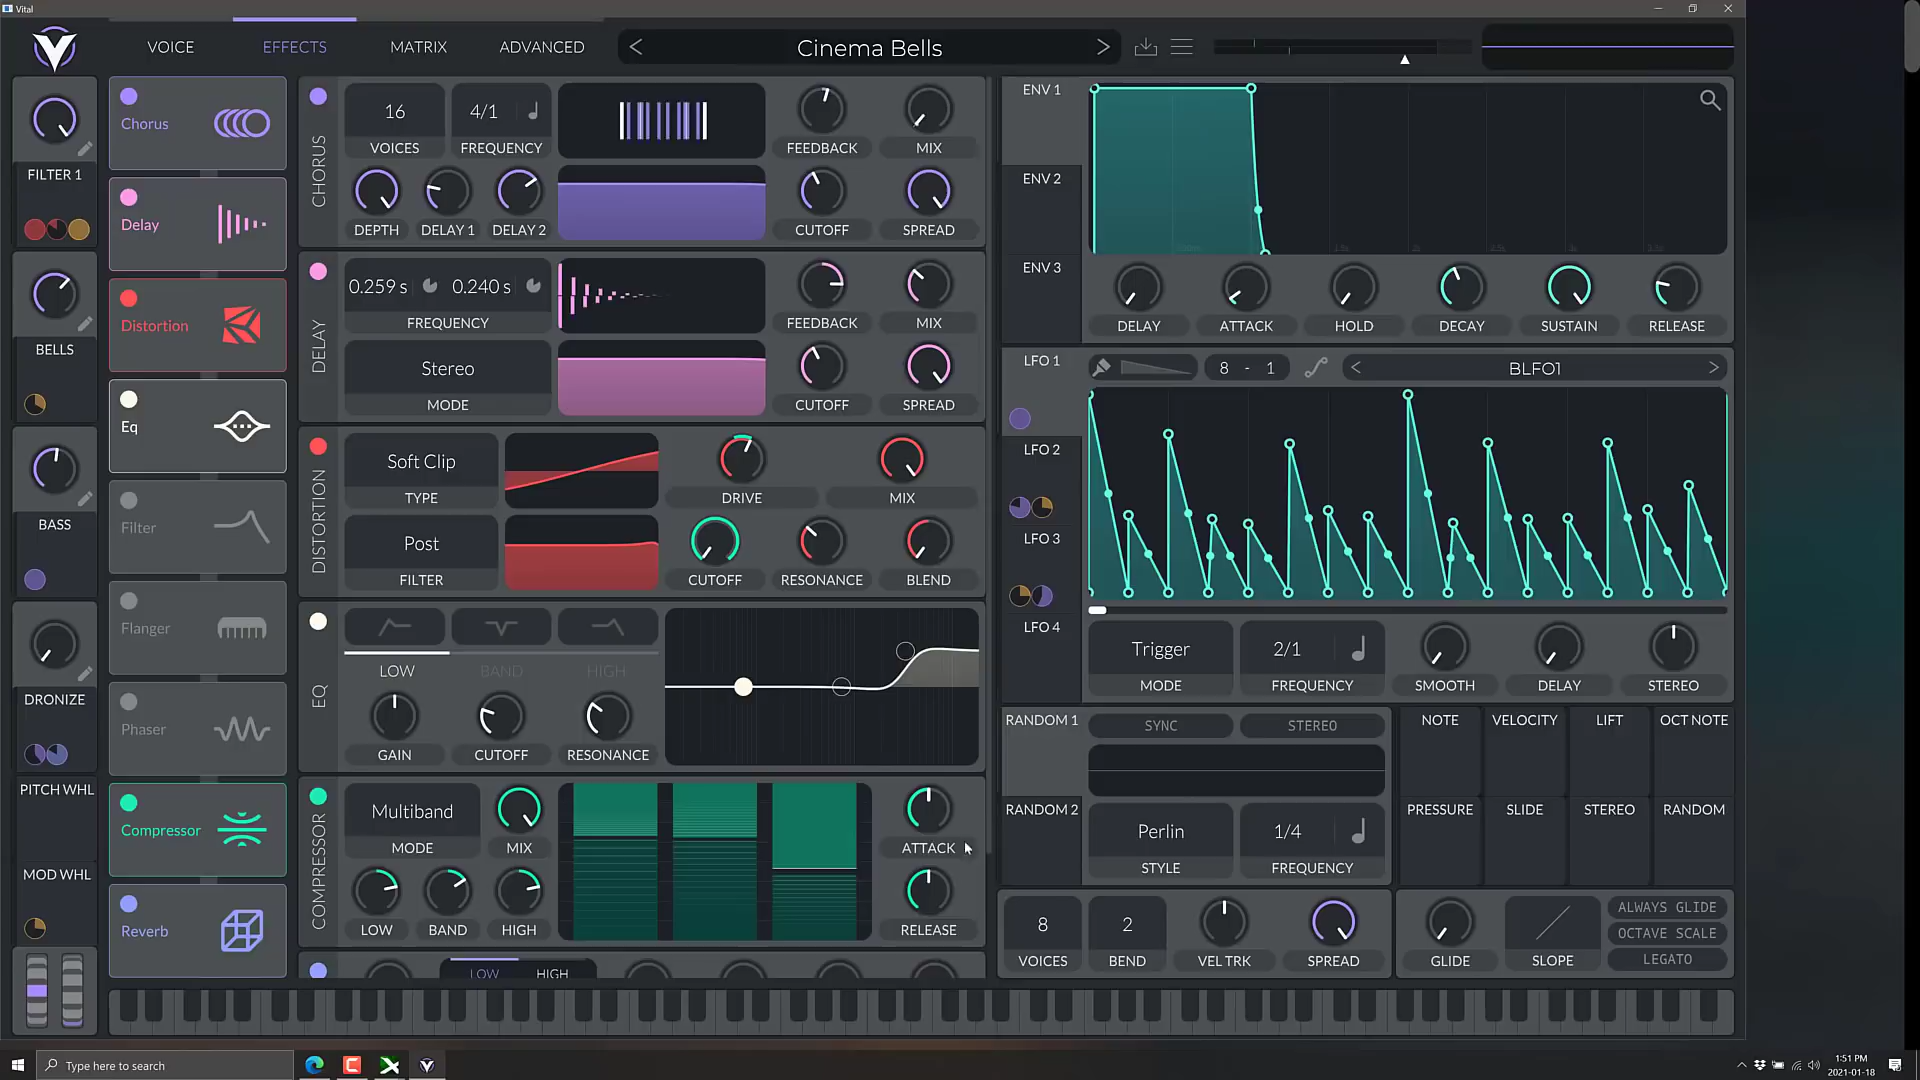 Vital
VOICE
EFFECTS
MATRIX
ADVANCED
Cinema Bells
FILTER 1
BELLS
BASS
DRONIZE
PITCH WHL
MOD WHL
Chorus
Delay
Distortion
Eq
Filter
Flanger
Phaser
Compressor
Reverb
CHORUS
16
VOICES
4/1
FREQUENCY
FEEDBACK
MIX
DEPTH
DELAY 1
DELAY 2
CUTOFF
SPREAD
DELAY
0.259 s
0.240 s
FREQUENCY
FEEDBACK
MIX
Stereo
MODE
CUTOFF
SPREAD
DISTORTION
Soft Clip
TYPE
DRIVE
MIX
Post
FILTER
CUTOFF
RESONANCE
BLEND
EQ
LOW
BAND
HIGH
GAIN
CUTOFF
RESONANCE
COMPRESSOR
Multiband
MODE
MIX
ATTACK
LOW
BAND
HIGH
RELEASE
LOW
HIGH
ENV 1
ENV 2
ENV 3
DELAY
ATTACK
HOLD
DECAY
SUSTAIN
RELEASE
LFO 1
LFO 2
LFO 3
LFO 4
8 - 1
BLFO1
Trigger
MODE
2/1
FREQUENCY
SMOOTH
DELAY
STEREO
RANDOM 1
RANDOM 2
SYNC
STEREO
Perlin
STYLE
1/4
FREQUENCY
NOTE
VELOCITY
LIFT
OCT NOTE
PRESSURE
SLIDE
STEREO
RANDOM
8
VOICES
2
BEND
VEL TRK
SPREAD
GLIDE
SLOPE
ALWAYS GLIDE
OCTAVE SCALE
LEGATO
Type here to search
1:51 PM
2021-01-18